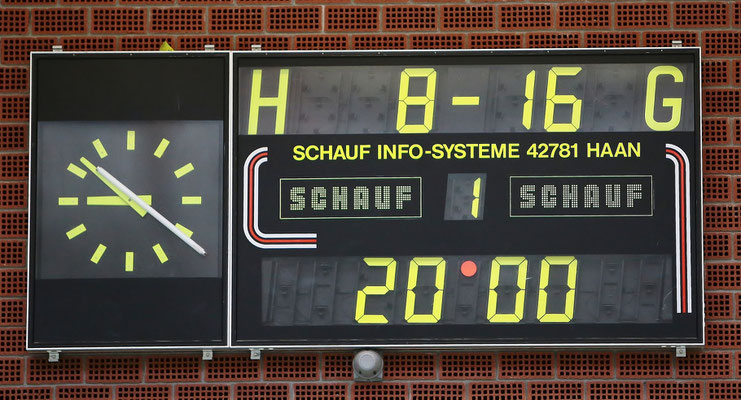 H 8-16 G
SCHAUF INFO-SYSTEME 42781 HAAN
SCHAUF 1 SCHAUF
20:00